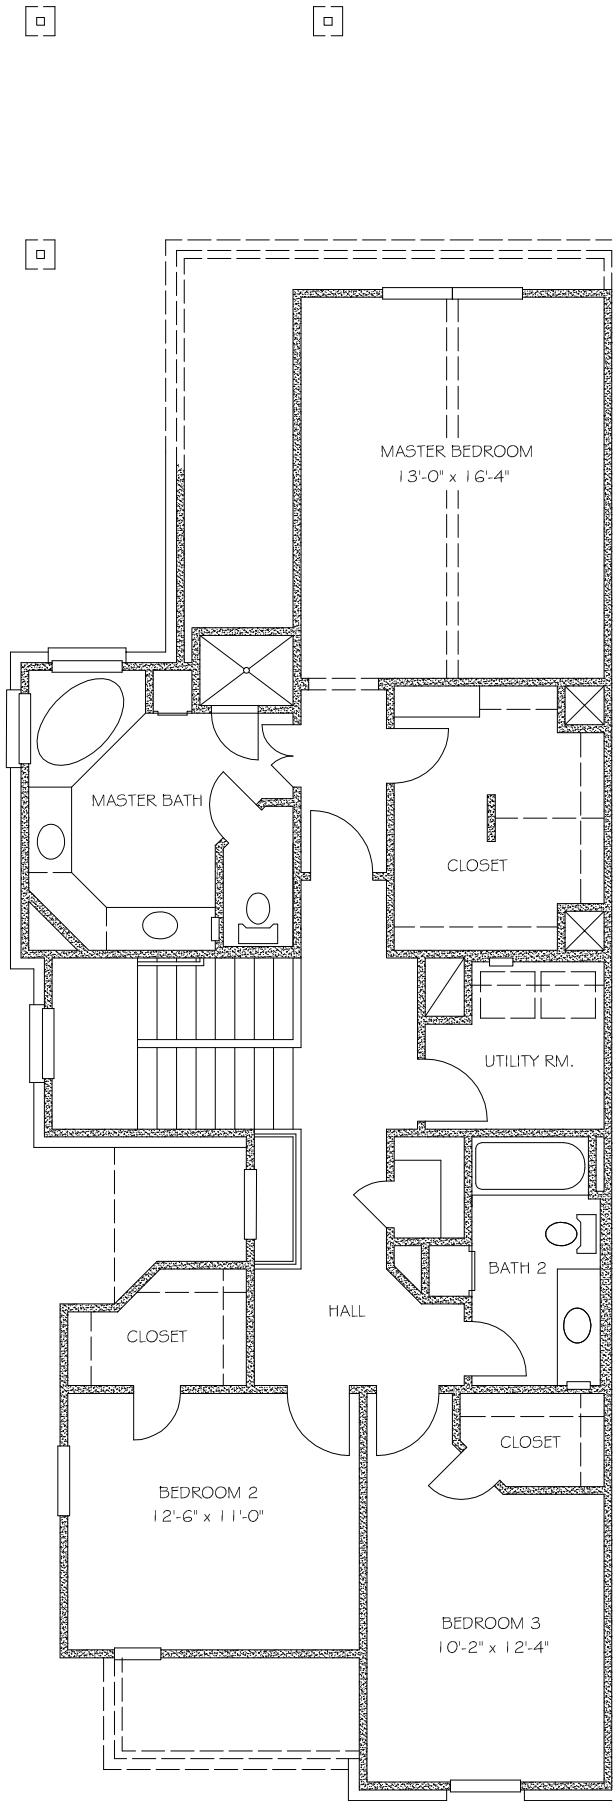 MASTER BEDROOM
13'-0" x 16'-4"
MASTER BATH
CLOSET
UTILITY RM.
BATH 2
HALL
CLOSET
CLOSET
BEDROOM 2
12'-6" x 11'-0"
BEDROOM 3
10'-2" x 12'-4"